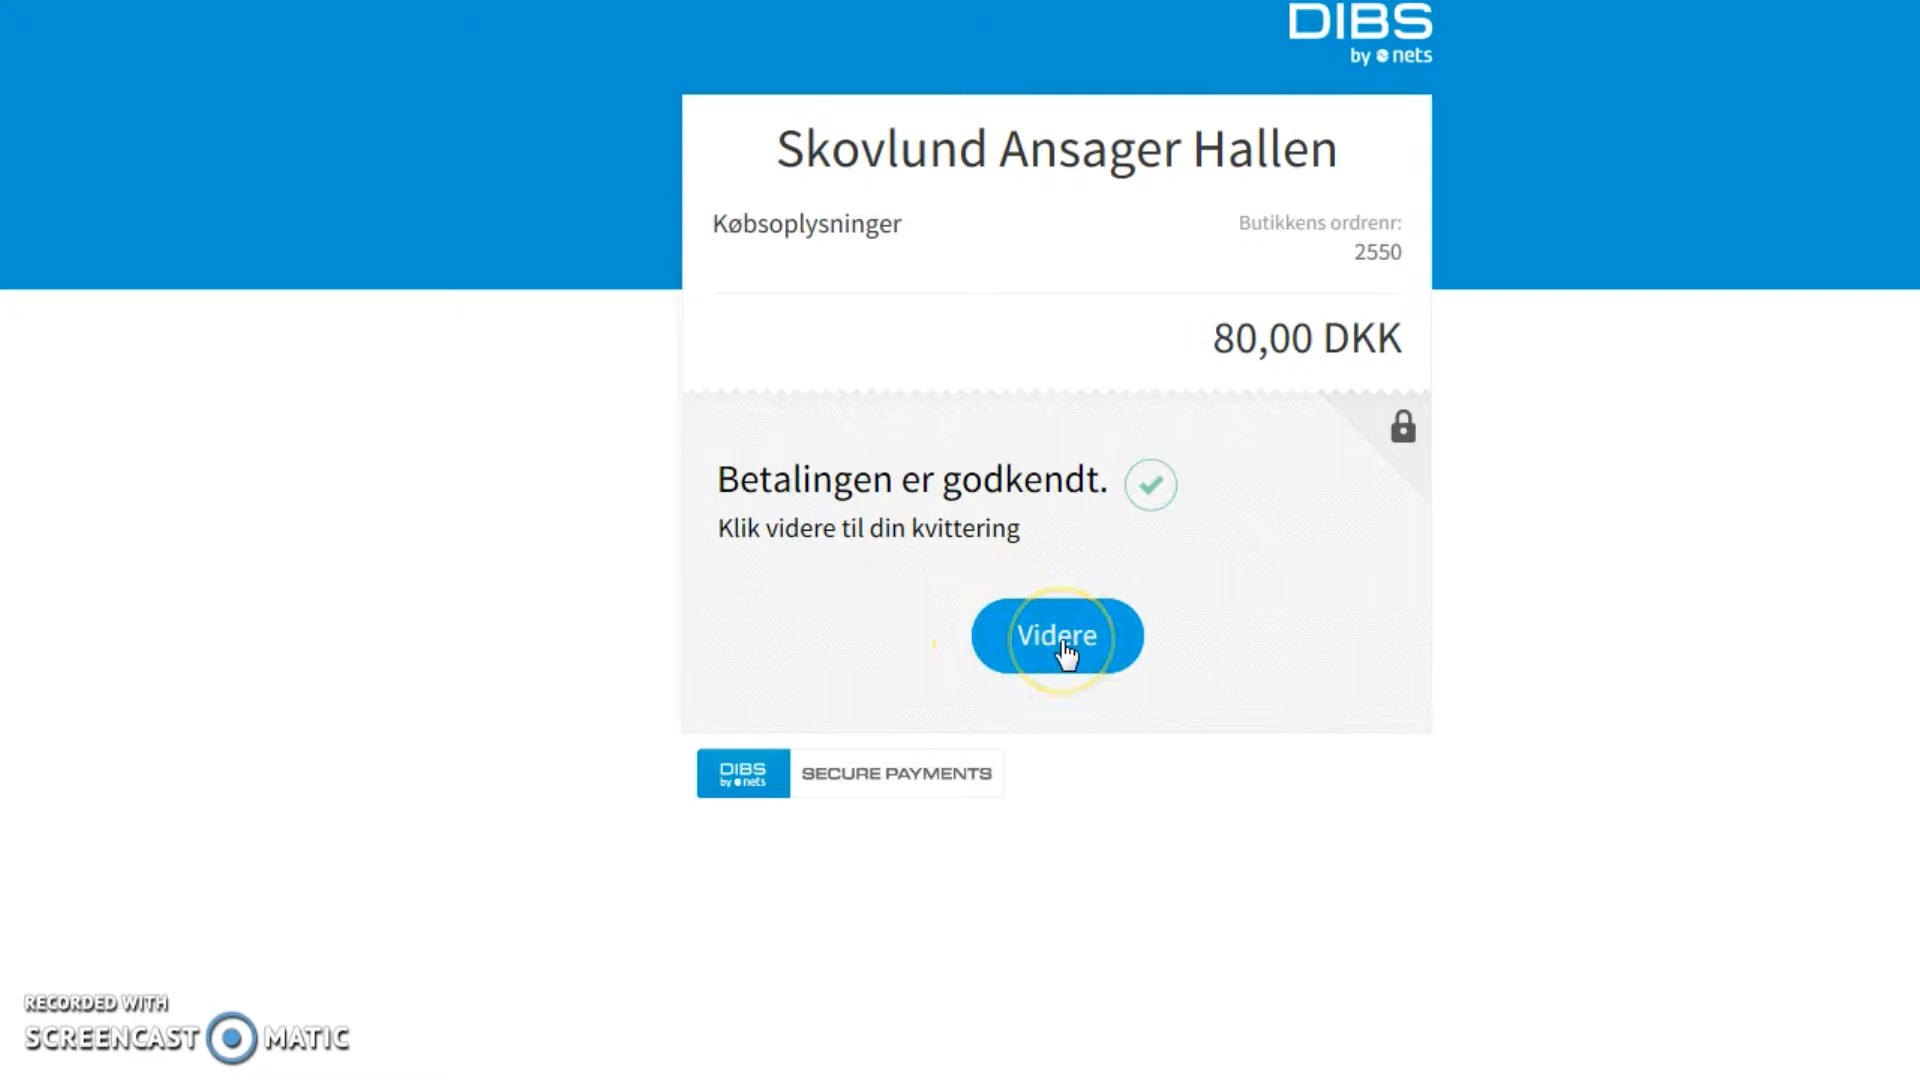 DIBS
by nets
Skovlund Ansager Hallen
Købsoplysninger
Butikkens ordrenr:
2550
80,00 DKK
Betalingen er godkendt.
Klik videre til din kvittering
Videre
DIBS
by nets
SECURE PAYMENTS
RECORDED WITH
SCREENCAST MATIC